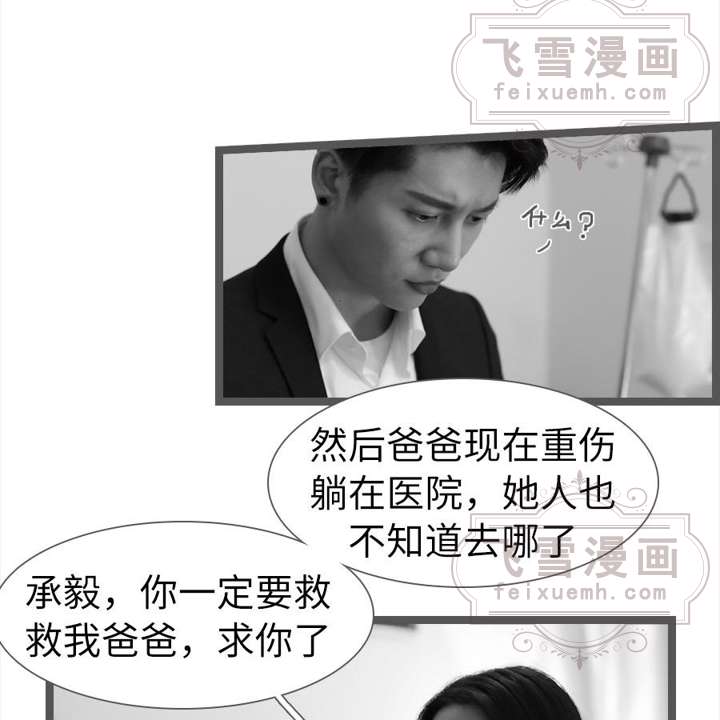 飞雪漫画
feixuemh.com
什么?
然后爸爸现在重伤
躺在医院，她人也
不知道去哪了
飞雪漫画
feixuemh.com
承毅，你一定要救
救我爸爸，求你了